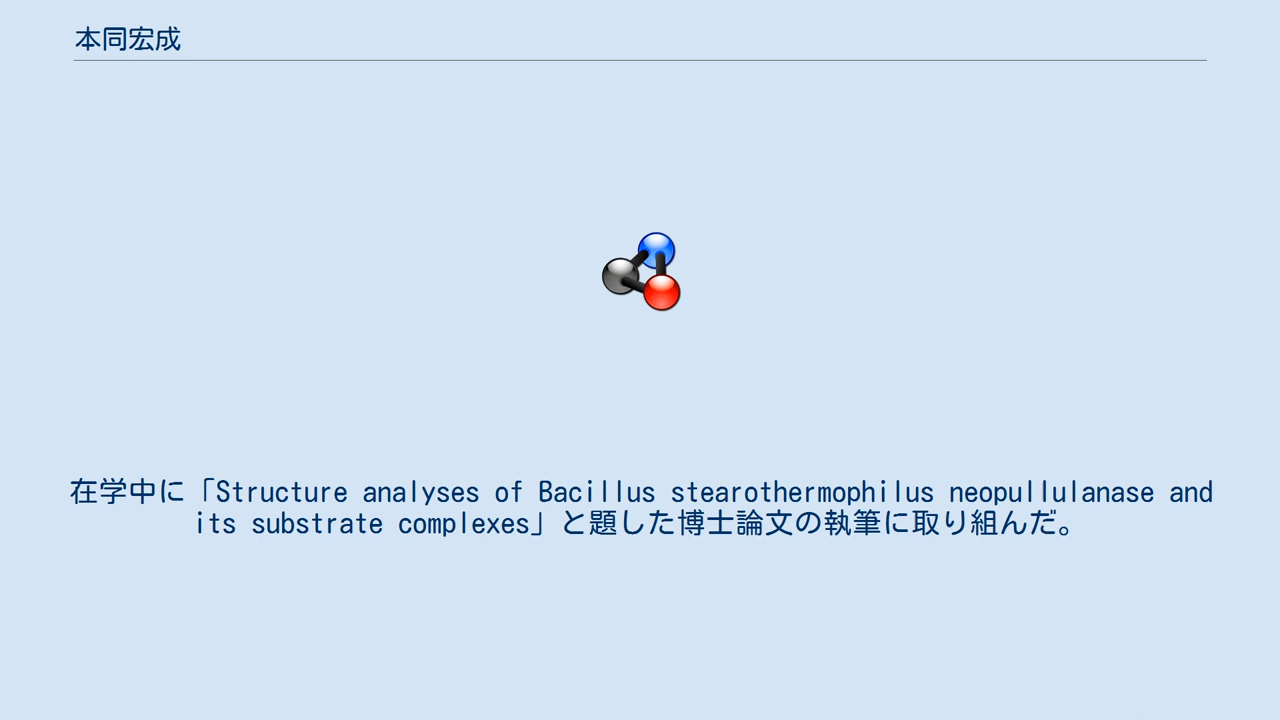 本同宏成
在学中に「Structure analyses of Bacillus stearothermophilus neopullulanase and
its substrate complexes」と題した博士論文の執筆に取り組んだ。